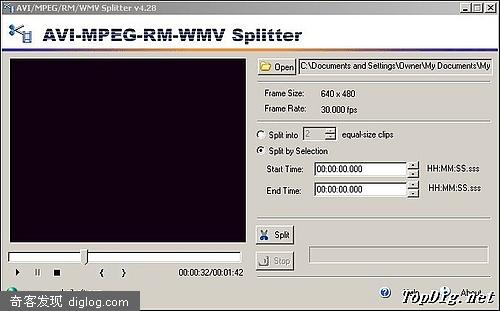 AVI/MPEG/RM/WMV Splitter v4.28
AVI-MPEG-RM-WMV Splitter
Open
C:\Documents and Settings\Owner\My Documents\My
Frame Size: 640 x 480
Frame Rate: 30.000 fps
Split into 2 equal-size clips
Split by Selection
Start Time: 00:00:00.000 HH:MM:SS.sss
End Time: 00:00:00.000 HH:MM:SS.sss
Split
Stop
00:00:32/00:01:42
Help
About
奇客发现 diglog.com
TopDig.net